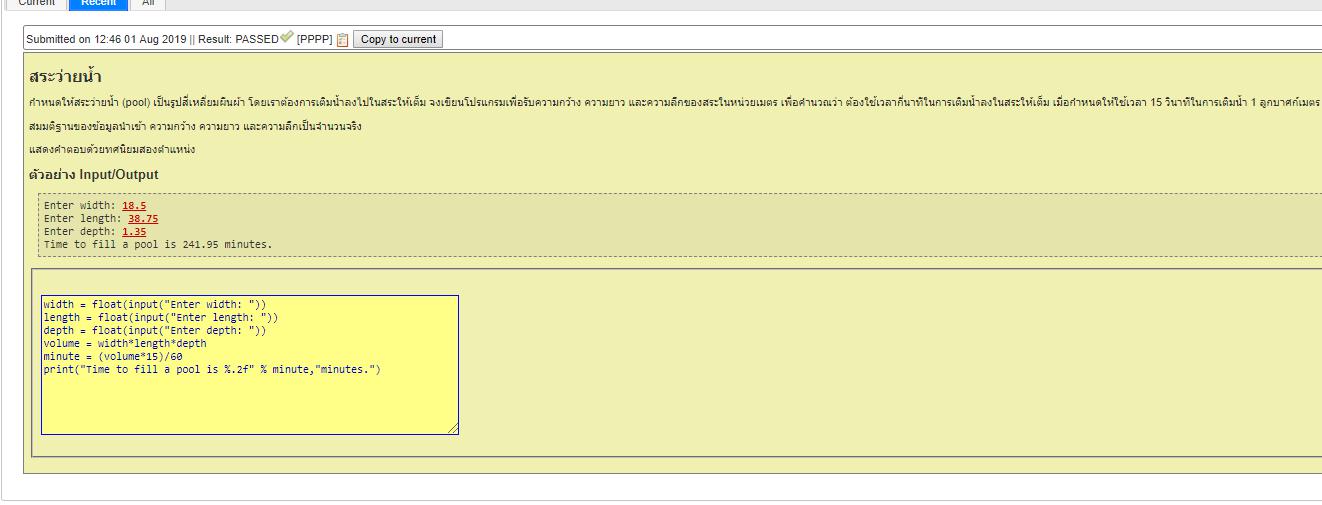 Current Recent All
Submitted on 12:46 01 Aug 2019 || Result: PASSED [PPPP] Copy to current
สระว่ายน้ำ
กำหนดให้สระว่ายน้ำ (pool) เป็นรูปสี่เหลี่ยมผืนผ้า โดยเราต้องการเติมน้ำลงไปในสระให้เต็ม จงเขียนโปรแกรมเพื่อรับความกว้าง ความยาว และความลึกของสระในหน่วยเมตร เพื่อคำนวณว่า ต้องใช้เวลากี่นาทีในการเติมน้ำลงในสระให้เต็ม เมื่อกำหนดให้ใช้เวลา 15 วินาทีในการเติมน้ำ 1 ลูกบาศก์เมตร
สมมติฐานของข้อมูลนำเข้า ความกว้าง ความยาว และความลึกเป็นจำนวนจริง
แสดงคำตอบด้วยทศนิยมสองตำแหน่ง
ตัวอย่าง Input/Output
Enter width: 18.5
Enter length: 38.75
Enter depth: 1.35
Time to fill a pool is 241.95 minutes.
width = float(input("Enter width: "))
length = float(input("Enter length: "))
depth = float(input("Enter depth: "))
volume = width*length*depth
minute = (volume*15)/60
print("Time to fill a pool is %.2f" % minute,"minutes.")